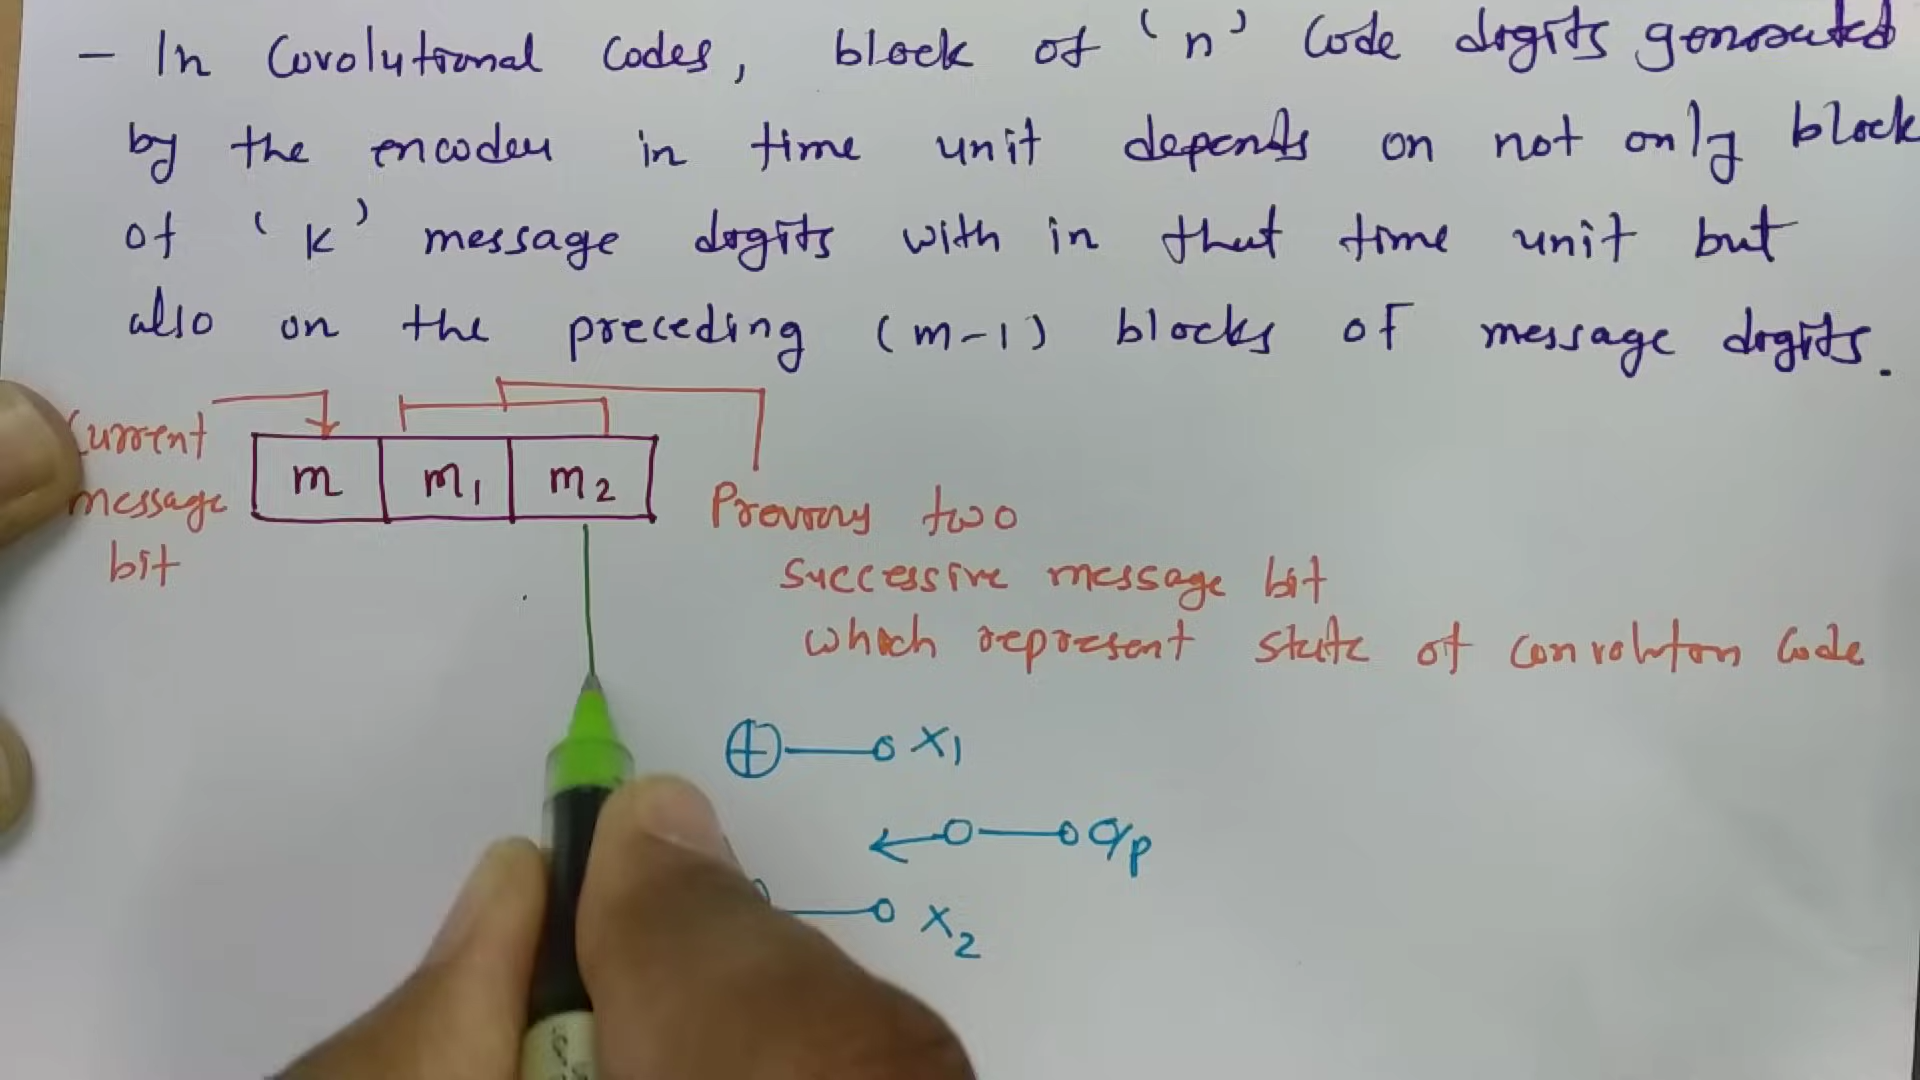 - In Covolutional Codes, block of 'n' Code digits generated
by the encoder in time unit depends on not only block
of 'k' message digits with in that time unit but
also on the preceding (m-1) blocks of message digits.
Current
message
bit
m m1 m2
Previous two
successive message bit
which represent state of convolution Code
x1
O/p
x2